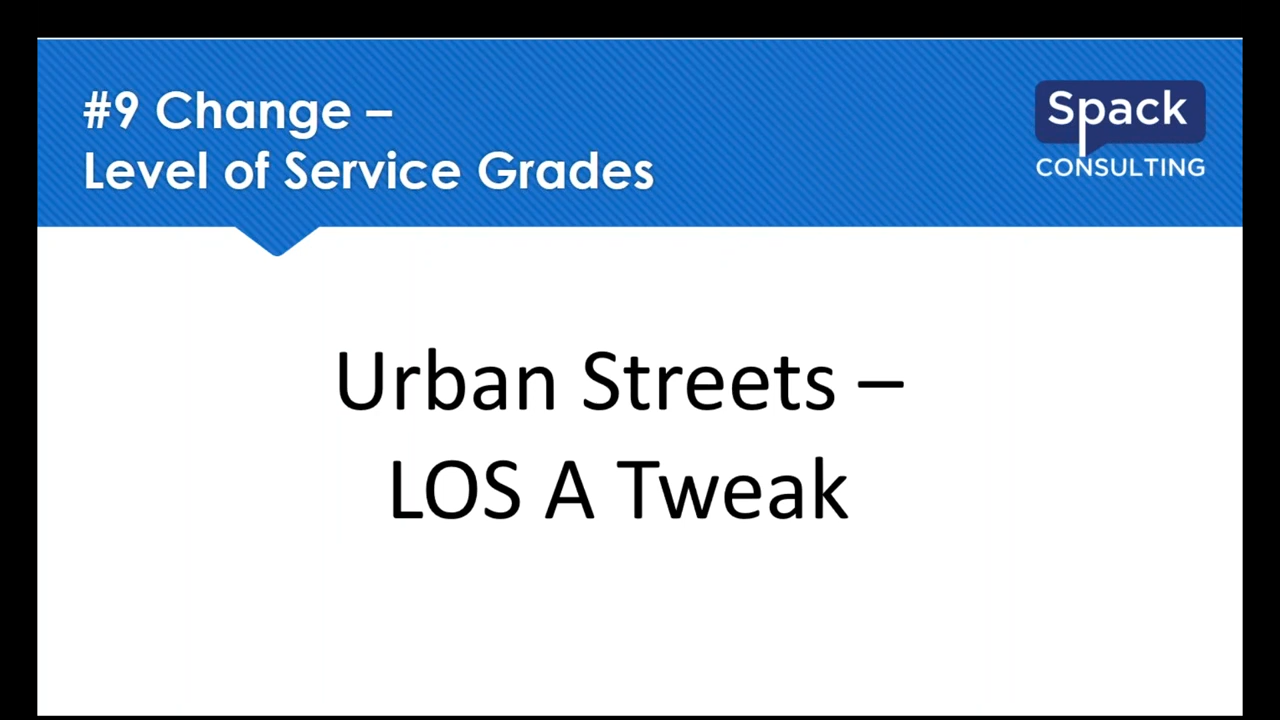 #9 Change –
Level of Service Grades
Spack
CONSULTING
Urban Streets –
LOS A Tweak